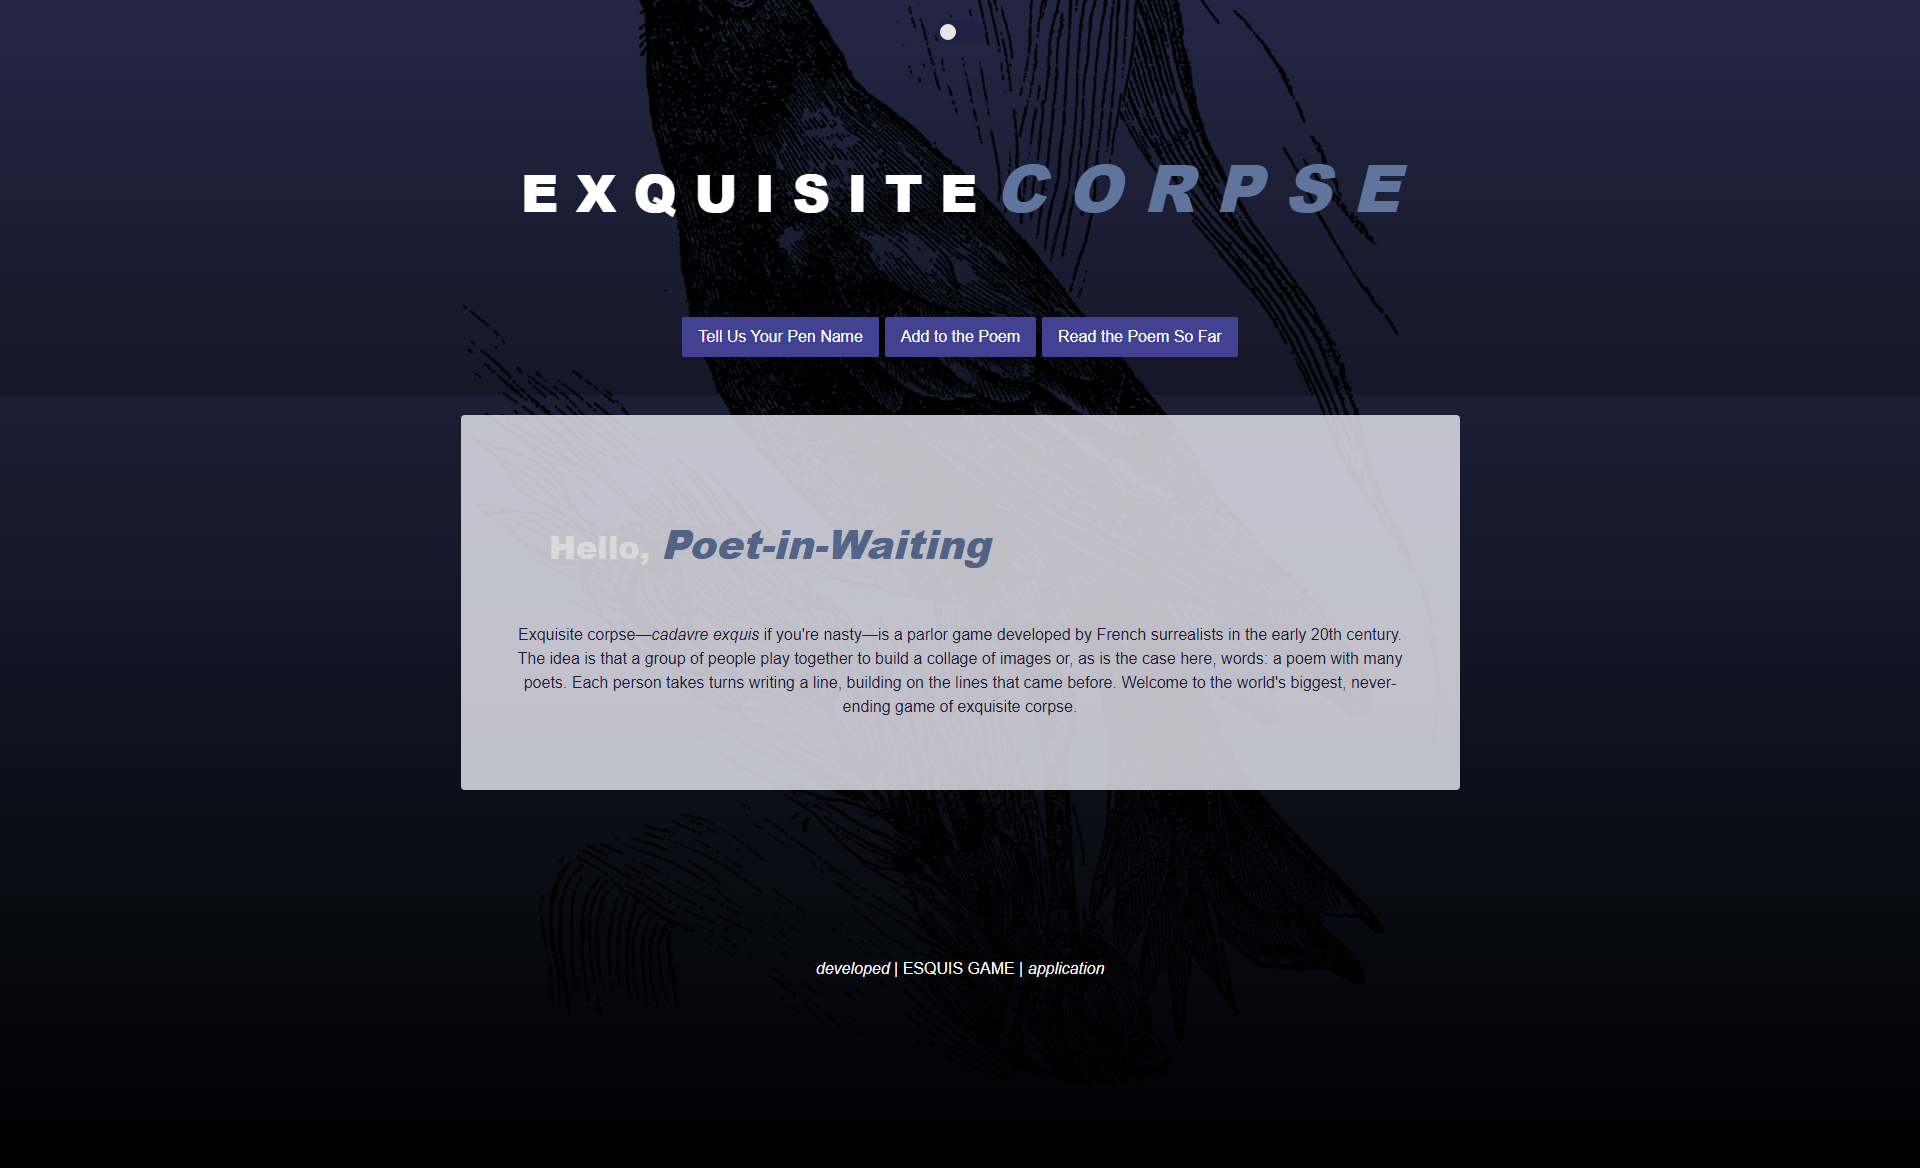 EXQUISITE CORPSE
Tell Us Your Pen Name Add to the Poem Read the Poem So Far
Hello, Poet-in-Waiting
Exquisite corpse—cadavre exquis if you're nasty—is a parlor game developed by French surrealists in the early 20th century.
The idea is that a group of people play together to build a collage of images or, as is the case here, words: a poem with many
poets. Each person takes turns writing a line, building on the lines that came before. Welcome to the world's biggest, never-
ending game of exquisite corpse.
developed | ESQUIS GAME | application